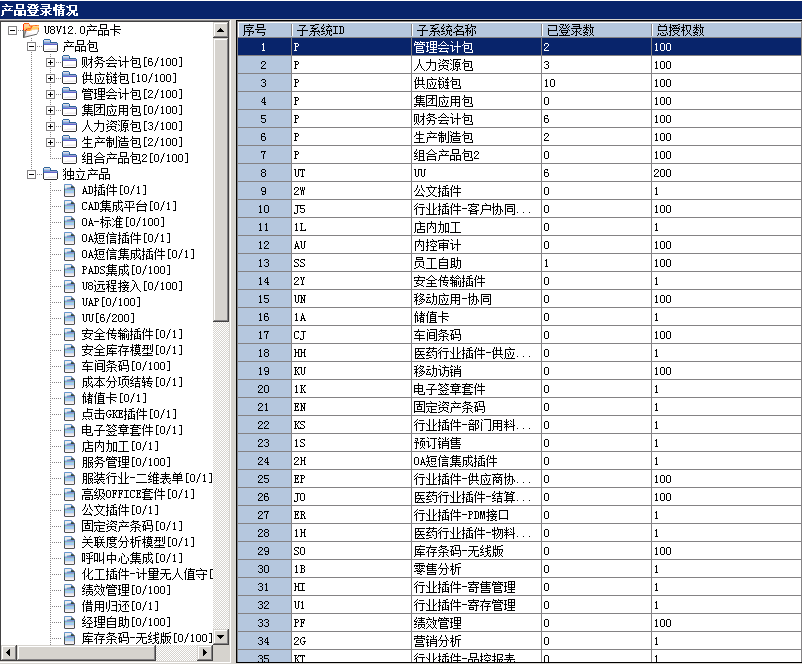 产品登录情况
U8V12.0产品卡
产品包
财务会计包[6/100]
供应链包[10/100]
管理会计包[2/100]
集团应用包[0/100]
人力资源包[3/100]
生产制造包[2/100]
组合产品包2[0/100]
独立产品
AD插件[0/1]
CAD集成平台[0/1]
OA-标准[0/100]
OA短信插件[0/1]
OA短信集成插件[0/1]
PADS集成[0/100]
U8远程接入[0/100]
UAP[0/100]
UU[6/200]
安全传输插件[0/1]
安全库存模型[0/1]
车间条码[0/100]
成本分项结转[0/1]
储值卡[0/1]
点击GKE插件[0/1]
电子签章套件[0/1]
店内加工[0/1]
服务管理[0/100]
服装行业-二维表单[0/1]
高级OFFICE套件[0/1]
公文插件[0/1]
固定资产条码[0/1]
关联度分析模型[0/1]
呼叫中心集成[0/1]
化工插件-计量无人值守[
绩效管理[0/100]
借用归还[0/1]
经理自助[0/100]
库存条码-无线版[0/100]
序号 子系统ID 子系统名称 已登录数 总授权数
1 P 管理会计包 2 100
2 P 人力资源包 3 100
3 P 供应链包 10 100
4 P 集团应用包 0 100
5 P 财务会计包 6 100
6 P 生产制造包 2 100
7 P 组合产品包2 0 100
8 UT UU 6 200
9 2W 公文插件 0 1
10 J5 行业插件-客户协同... 0 100
11 1L 店内加工 0 1
12 AU 内控审计 0 100
13 SS 员工自助 1 100
14 2Y 安全传输插件 0 1
15 UN 移动应用-协同 0 100
16 1A 储值卡 0 1
17 CJ 车间条码 0 100
18 HH 医药行业插件-供应... 0 1
19 KU 移动访销 0 100
20 1K 电子签章套件 0 1
21 EN 固定资产条码 0 1
22 KS 行业插件-部门用料... 0 1
23 1S 预订销售 0 1
24 2H OA短信集成插件 0 1
25 EP 行业插件-供应商协... 0 100
26 JO 医药行业插件-结算... 0 100
27 ER 行业插件-PDM接口 0 1
28 1H 医药行业插件-物料... 0 1
29 SO 库存条码-无线版 0 100
30 1B 零售分析 0 1
31 HI 行业插件-寄售管理 0 1
32 U1 行业插件-寄存管理 0 1
33 PF 绩效管理 0 100
34 2G 营销分析 0 1
35 KT 行业插件-品控报表 0 1